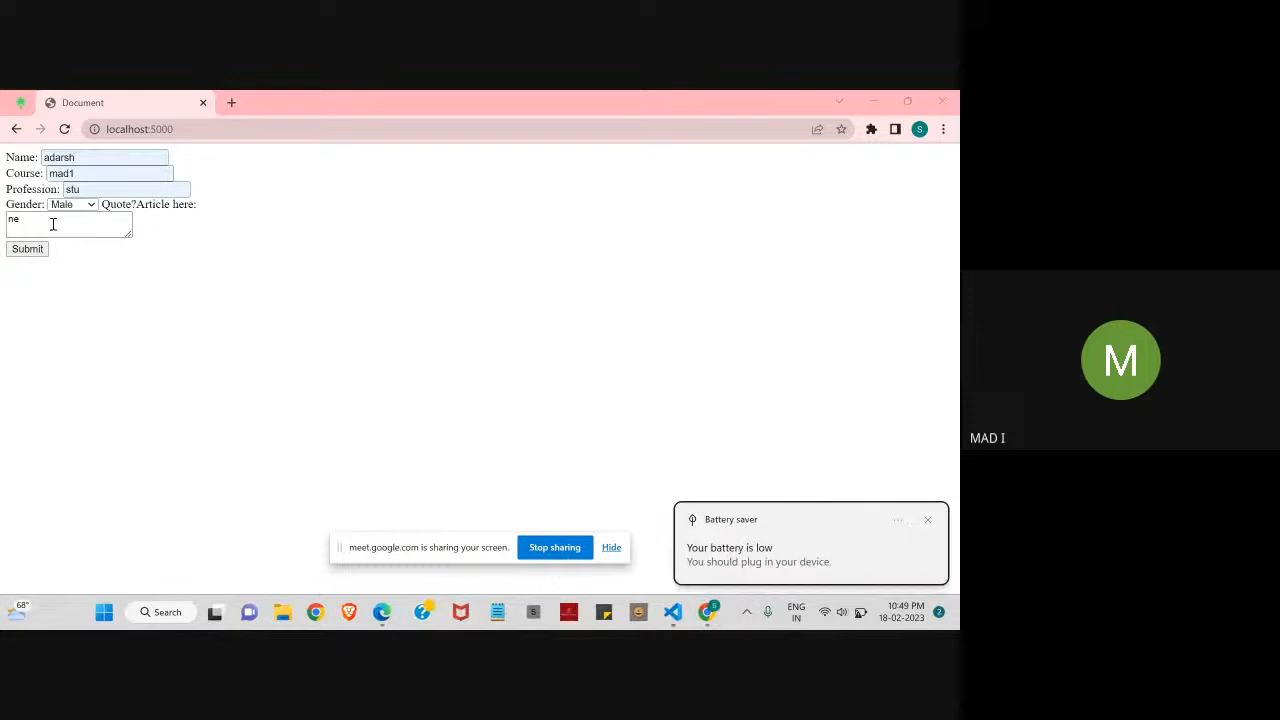 Document
localhost:5000
S
Name: adarsh
Course: mad1
Profession: stu
Gender: Male Quote?Article here:
ne
Submit
M
MAD I
Battery saver
Your battery is low
You should plug in your device.
meet.google.com is sharing your screen. Stop sharing Hide
68°
Search
ENG
IN
10:49 PM
18-02-2023
2